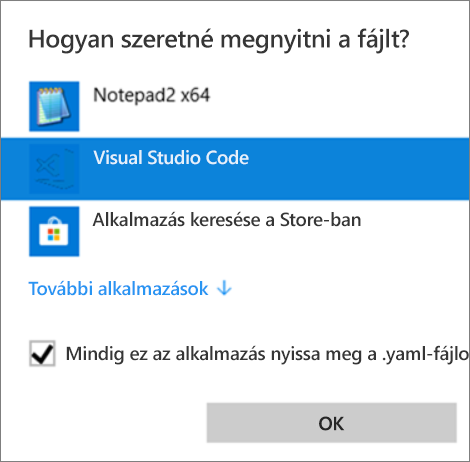 Hogyan szeretné megnyitni a fájlt?
Notepad2 x64
Visual Studio Code
Alkalmazás keresése a Store-ban
További alkalmazások
Mindig ez az alkalmazás nyissa meg a .yaml-fájlo
OK